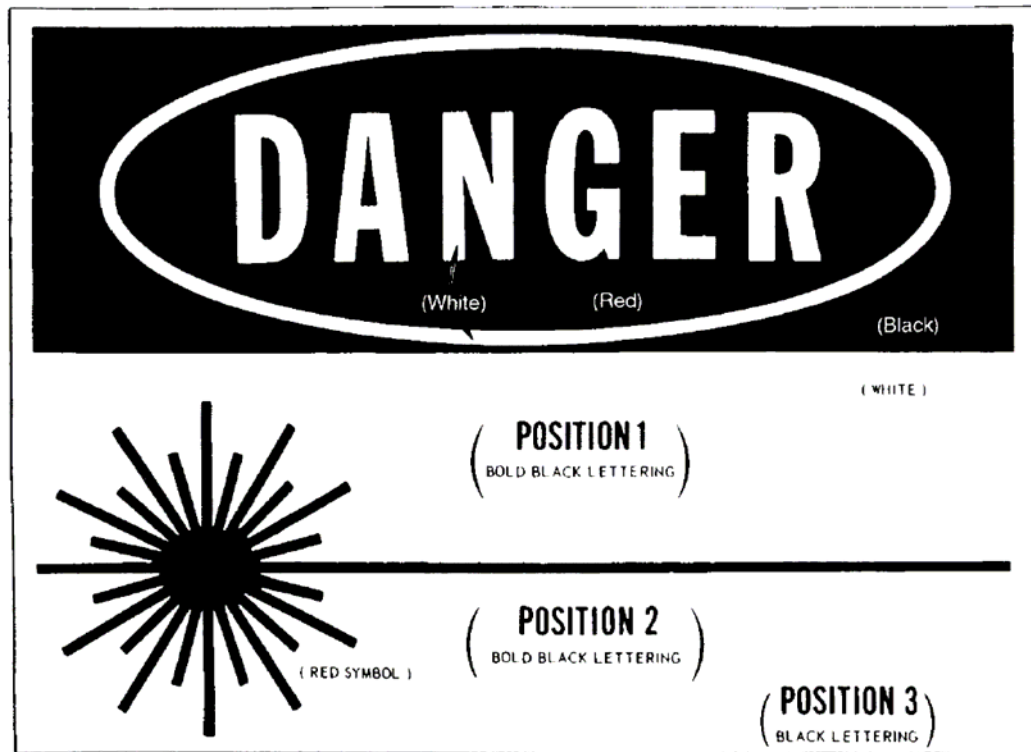 DANGER
(White) (Red)
(Black)
( WHITE )
( POSITION 1
BOLD BLACK LETTERING )
( POSITION 2
BOLD BLACK LETTERING )
( RED SYMBOL )
( POSITION 3
BLACK LETTERING )